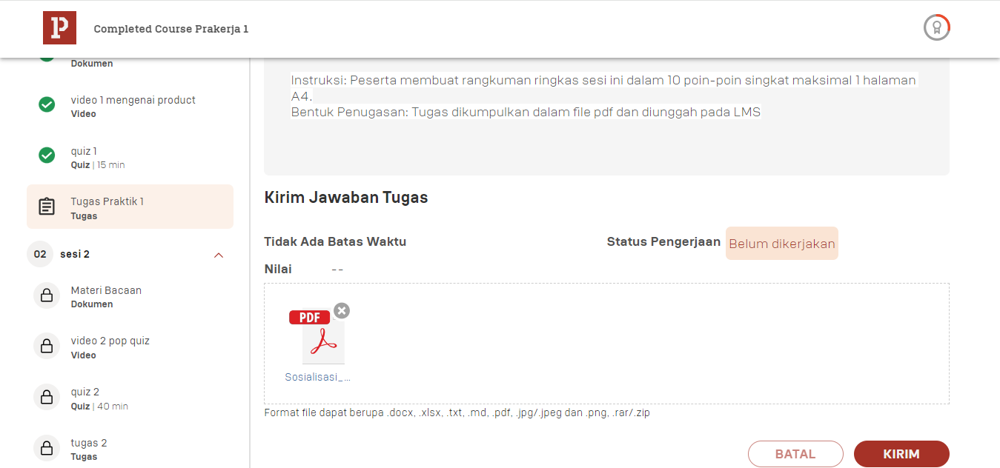 P
Completed Course Prakerja 1
Dokumen
video 1 mengenai product
Video
quiz 1
Quiz | 15 min
Tugas Praktik 1
Tugas
02 sesi 2
Materi Bacaan
Dokumen
video 2 pop quiz
Video
quiz 2
Quiz | 40 min
tugas 2
Tugas
Instruksi: Peserta membuat rangkuman ringkas sesi ini dalam 10 poin-poin singkat maksimal 1 halaman
A4.
Bentuk Penugasan: Tugas dikumpulkan dalam file pdf dan diunggah pada LMS
Kirim Jawaban Tugas
Tidak Ada Batas Waktu
Status Pengerjaan Belum dikerjakan
Nilai --
PDF
Sosialisasi_...
Format file dapat berupa .docx, .xlsx, .txt, .md, .pdf, .jpg/.jpeg dan .png, .rar/.zip
BATAL KIRIM